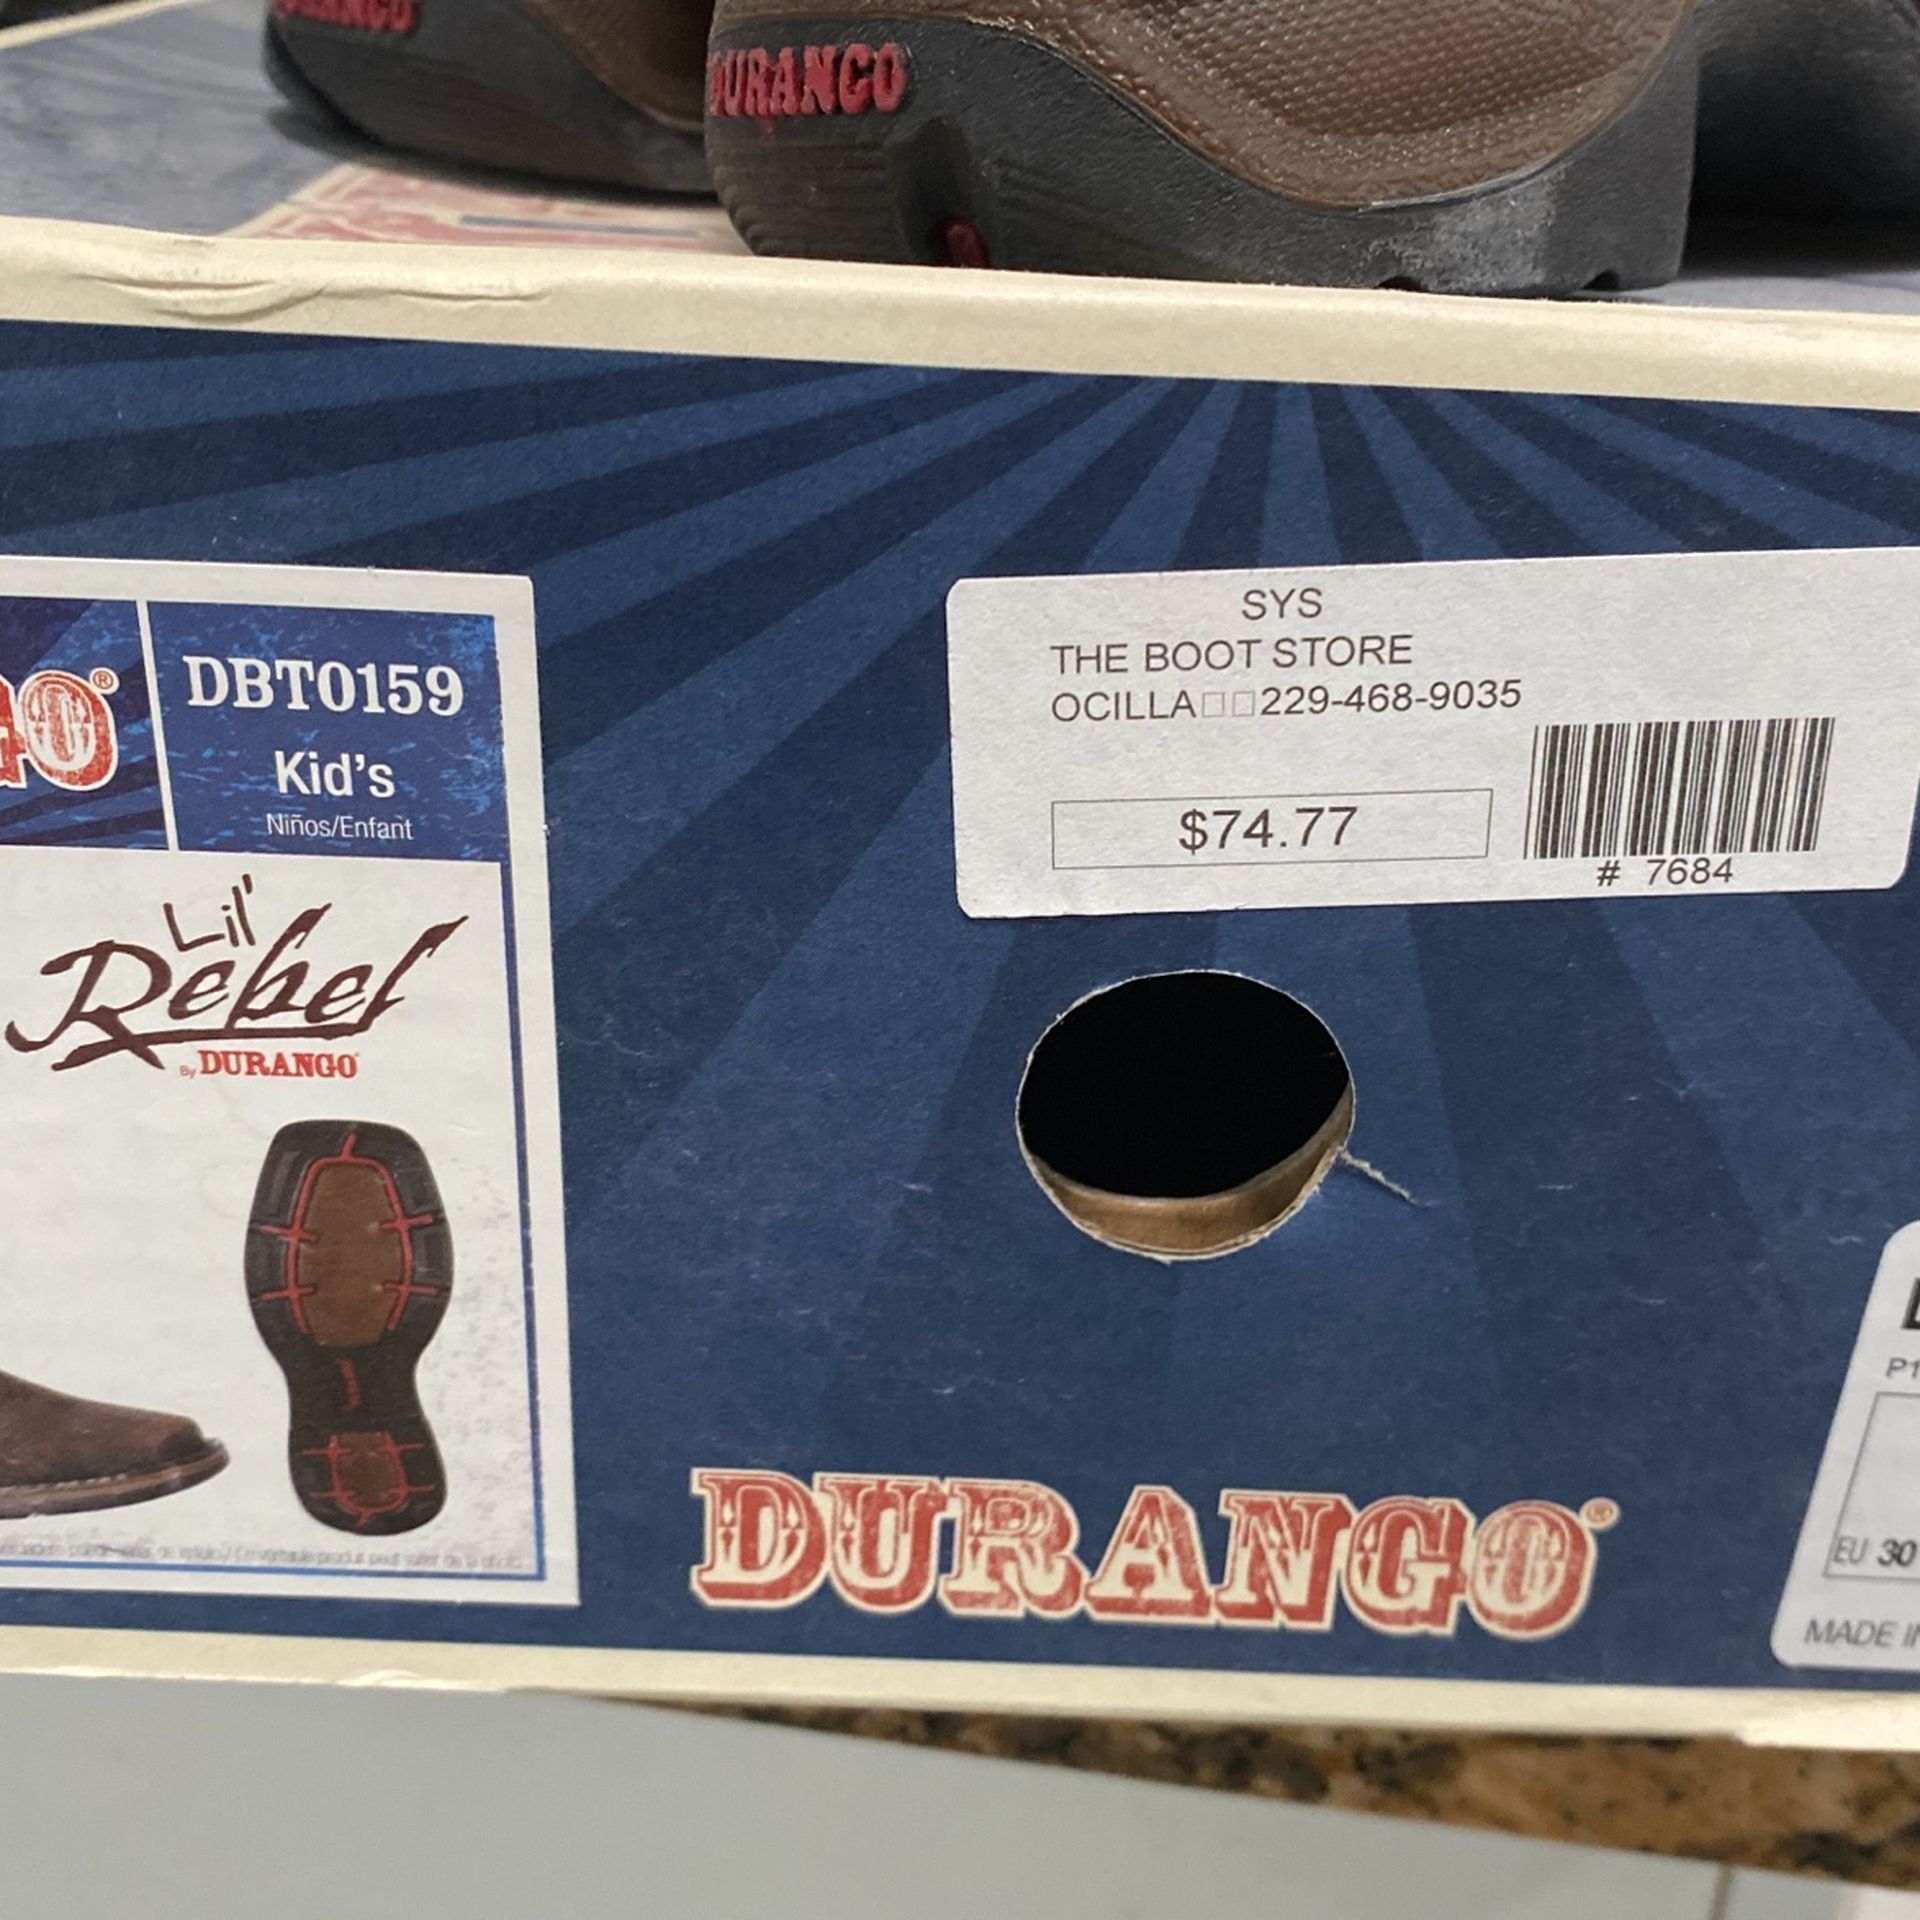 DURANGO
SYS
THE BOOT STORE
OCILLA□□229-468-9035
$74.77
# 7684
DBT0159
Kid's
Niños/Enfant
Lil'
Rebel
By DURANGO
DURANGO®
EU 30
MADE IN